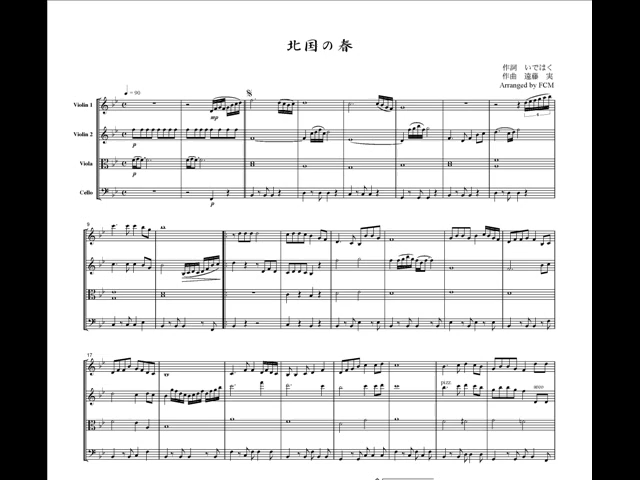 北国の春
作詞 いではく
作曲 遠藤 実
Arranged by FCM
♩= 90
Violin 1
mp
3
Violin 2
p
Viola
p
Cello
p
9
17
pizz.
arco